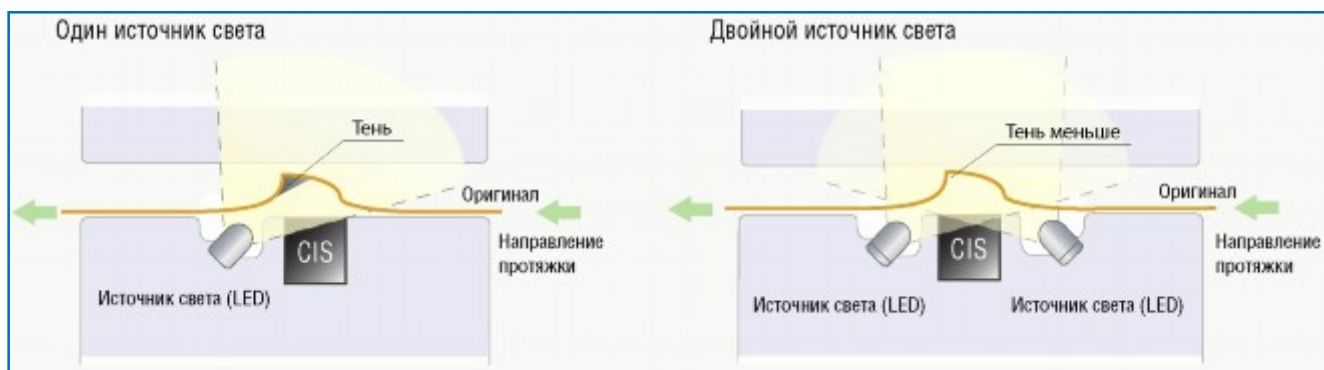 Один источник света
Тень
Оригинал
CIS
Направление
протяжки
Источник света (LED)
Двойной источник света
Тень меньше
Оригинал
CIS
Направление
протяжки
Источник света (LED)
Источник света (LED)